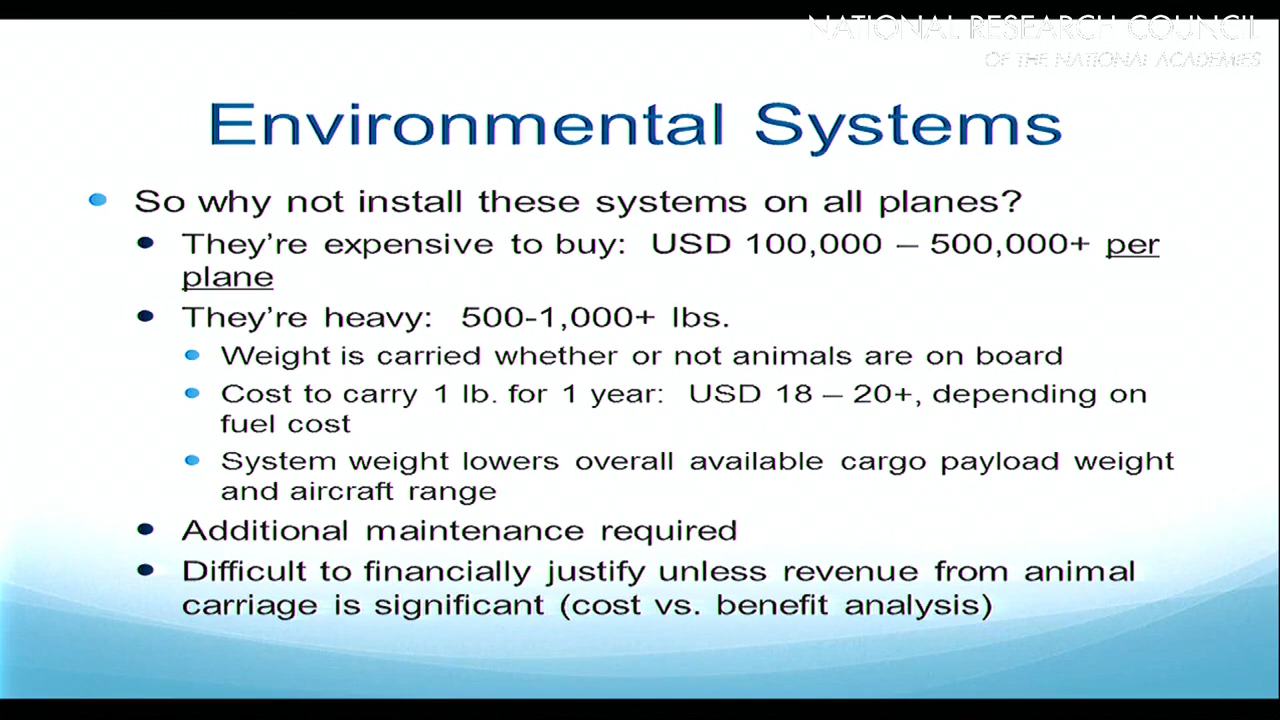 NATIONAL RESEARCH COUNCIL
OF THE NATIONAL ACADEMIES
Environmental Systems
So why not install these systems on all planes?
They're expensive to buy: USD 100,000 – 500,000+ per
plane
They're heavy: 500-1,000+ lbs.
Weight is carried whether or not animals are on board
Cost to carry 1 lb. for 1 year: USD 18 – 20+, depending on
fuel cost
System weight lowers overall available cargo payload weight
and aircraft range
Additional maintenance required
Difficult to financially justify unless revenue from animal
carriage is significant (cost vs. benefit analysis)